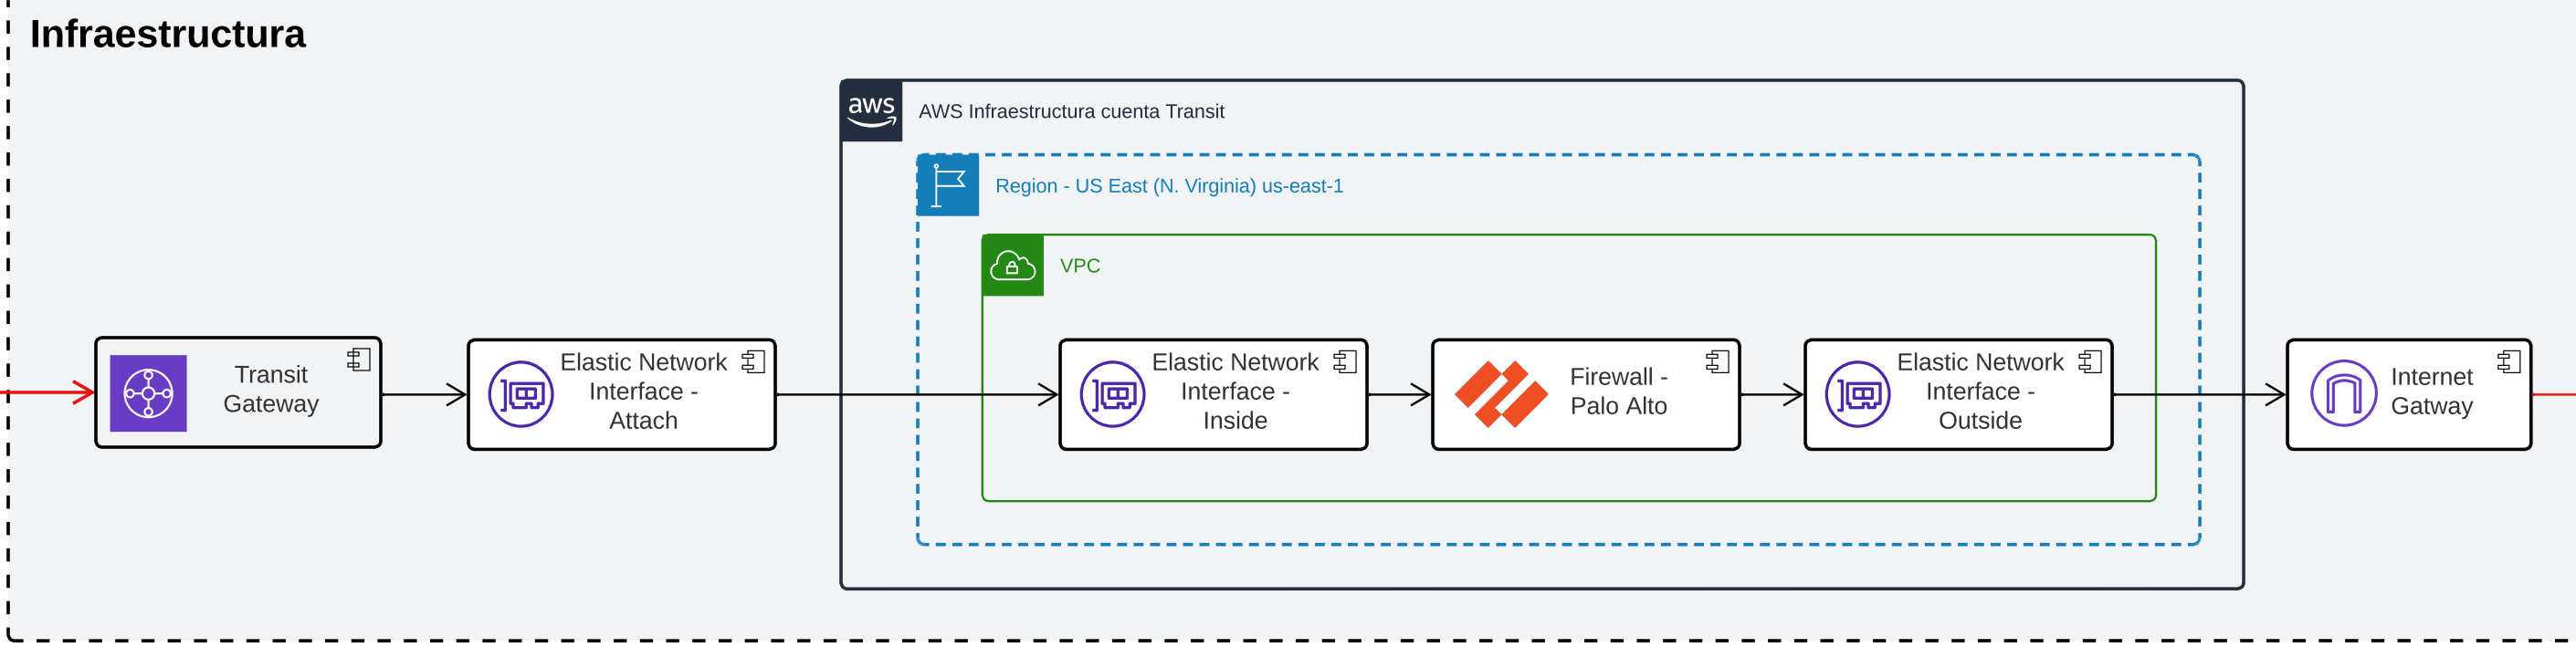 Infraestructura
aws
AWS Infraestructura cuenta Transit
Region - US East (N. Virginia) us-east-1
VPC
Transit
Gateway
Elastic Network
Interface -
Attach
Elastic Network
Interface -
Inside
Firewall -
Palo Alto
Elastic Network
Interface -
Outside
Internet
Gatway